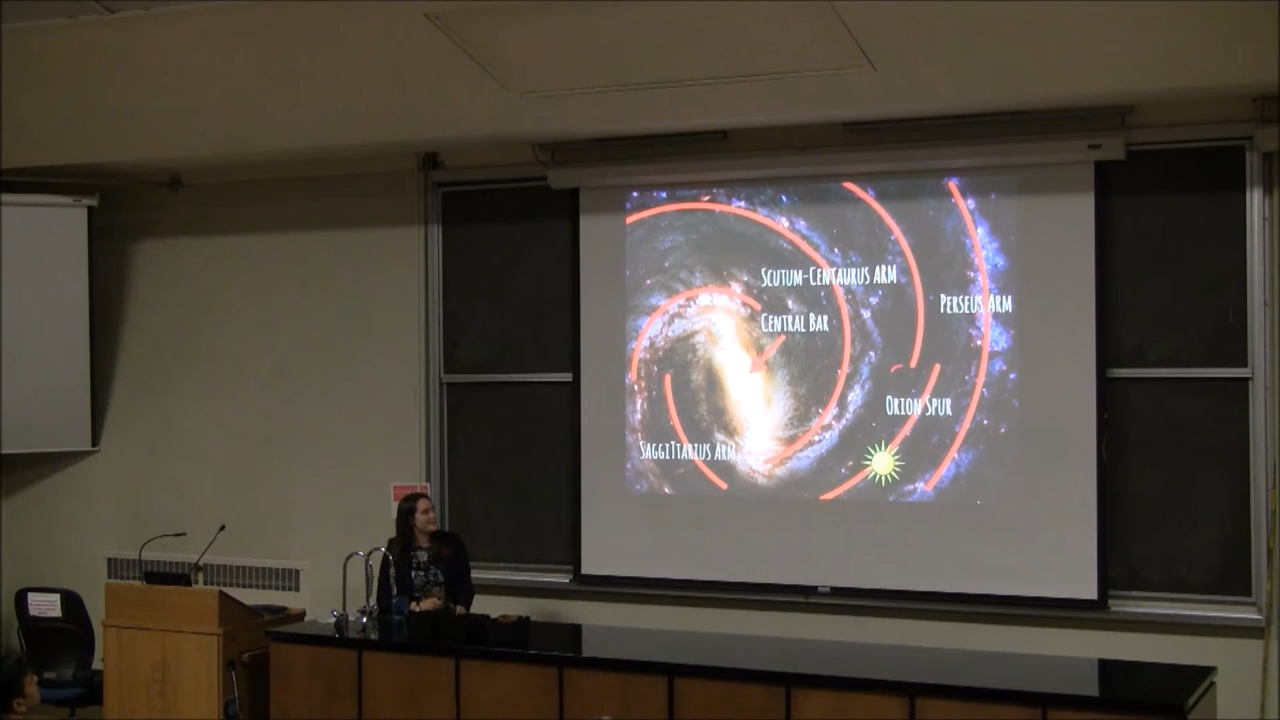 Scutum-Centaurus Arm
Central Bar
Perseus Arm
Orion Spur
Saggittarius Arm